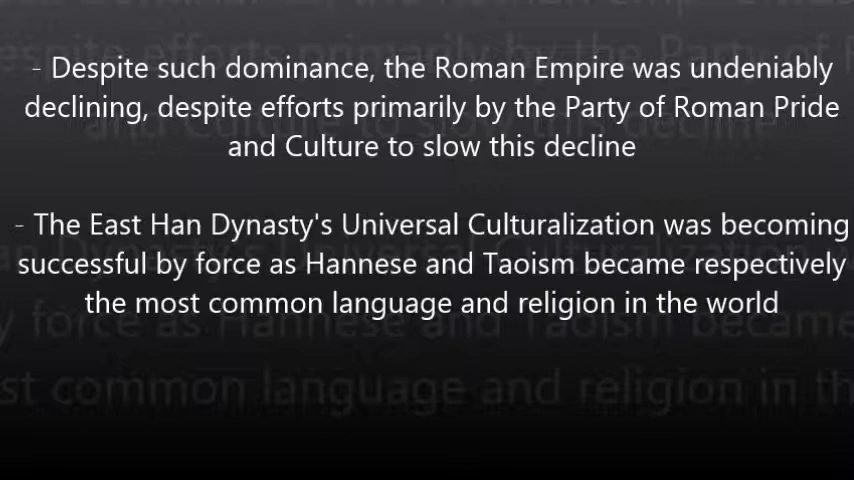 - Despite such dominance, the Roman Empire was undeniably
declining, despite efforts primarily by the Party of Roman Pride
and Culture to slow this decline
- The East Han Dynasty's Universal Culturalization was becoming
successful by force as Hannese and Taoism became respectively
the most common language and religion in the world